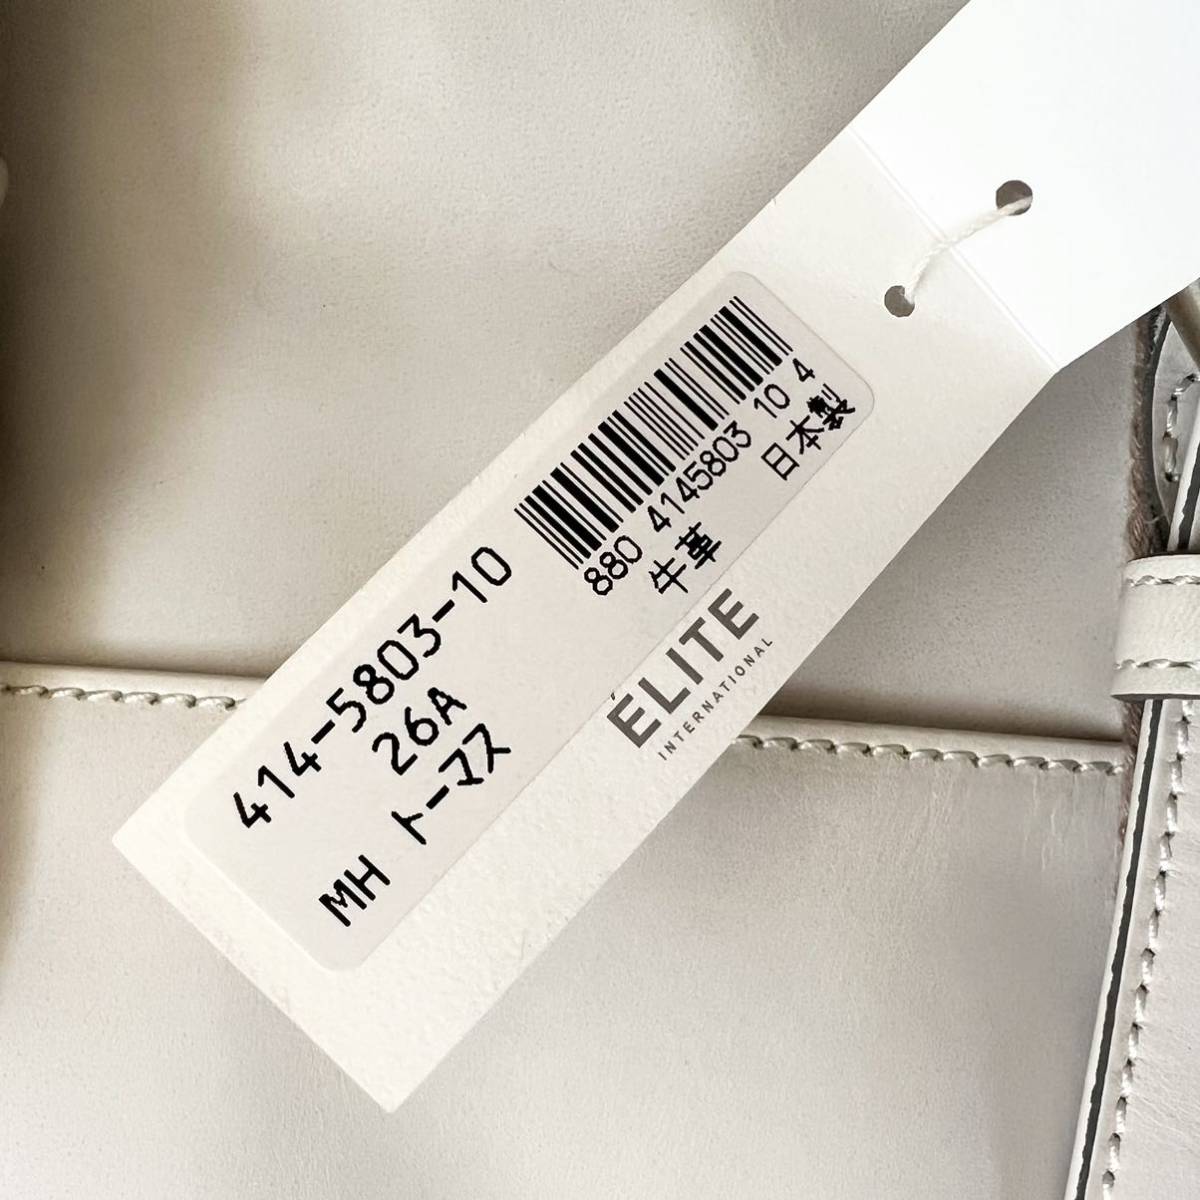 414-5803-10
26A
MH トーマス
880 4145803 10 4
牛革 日本製
ÉLITE
INTERNATIONAL